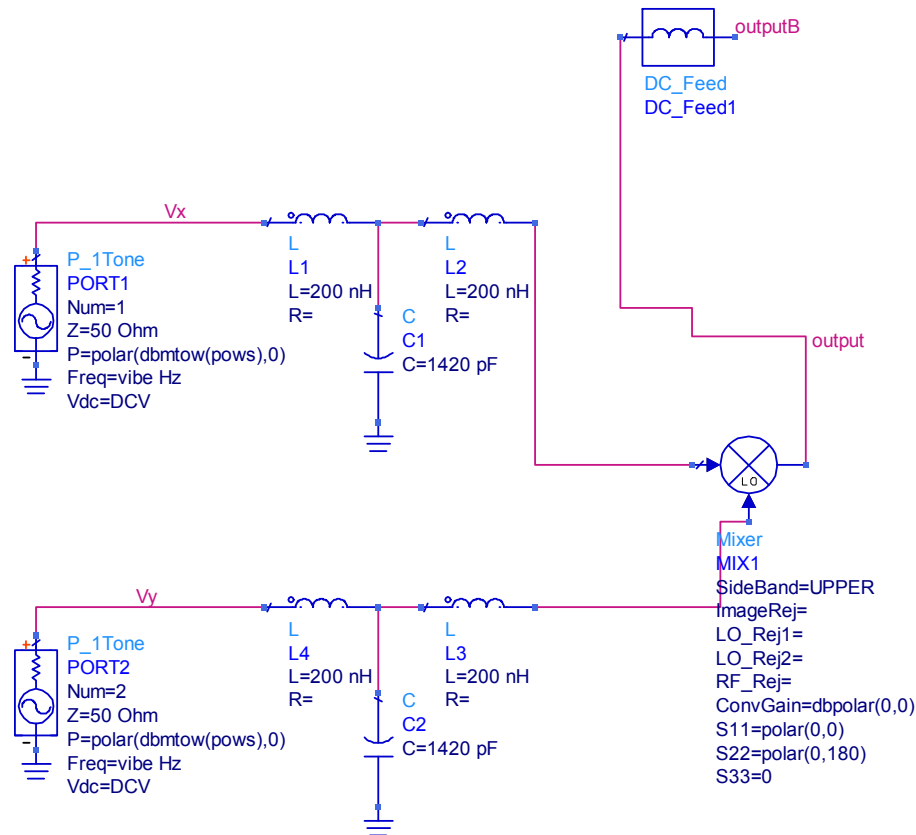 outputB
DC_Feed
DC_Feed1
Vx
P_1Tone
PORT1
Num=1
Z=50 Ohm
P=polar(dbmtow(pows),0)
Freq=vibe Hz
Vdc=DCV
L
L1
L=200 nH
R=
L
L2
L=200 nH
R=
C
C1
C=1420 pF
output
LO
Mixer
MIX1
SideBand=UPPER
ImageRej=
LO_Rej1=
LO_Rej2=
RF_Rej=
ConvGain=dbpolar(0,0)
S11=polar(0,0)
S22=polar(0,180)
S33=0
Vy
P_1Tone
PORT2
Num=2
Z=50 Ohm
P=polar(dbmtow(pows),0)
Freq=vibe Hz
Vdc=DCV
L
L4
L=200 nH
R=
L
L3
L=200 nH
R=
C
C2
C=1420 pF